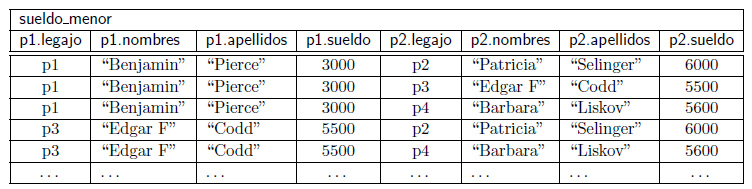 sueldo_menor
p1.legajo p1.nombres p1.apellidos p1.sueldo p2.legajo p2.nombres p2.apellidos p2.sueldo
p1 “Benjamin” “Pierce” 3000 p2 “Patricia” “Selinger” 6000
p1 “Benjamin” “Pierce” 3000 p3 “Edgar F” “Codd” 5500
p1 “Benjamin” “Pierce” 3000 p4 “Barbara” “Liskov” 5600
p3 “Edgar F” “Codd” 5500 p2 “Patricia” “Selinger” 6000
p3 “Edgar F” “Codd” 5500 p4 “Barbara” “Liskov” 5600
... ... ... ... ... ... ... ...